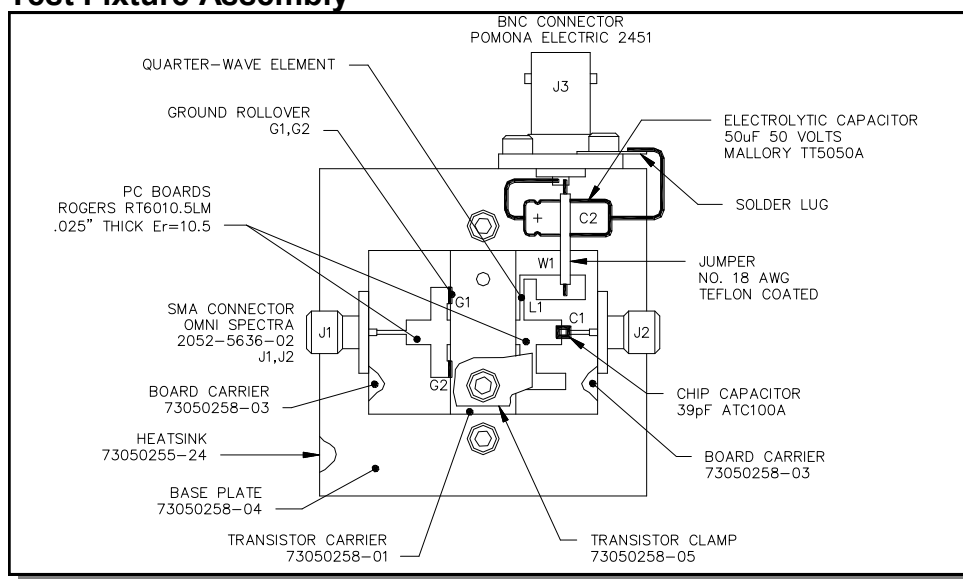 Test Fixture Assembly
BNC CONNECTOR
POMONA ELECTRIC 2451
QUARTER-WAVE ELEMENT
J3
GROUND ROLLOVER
G1,G2
ELECTROLYTIC CAPACITOR
50uF 50 VOLTS
MALLORY TT5050A
PC BOARDS
ROGERS RT6010.5LM
.025" THICK Er=10.5
SOLDER LUG
+ C2
W1
JUMPER
NO. 18 AWG
TEFLON COATED
G1
L1
C1
SMA CONNECTOR
OMNI SPECTRA
2052-5636-02
J1,J2
J1
J2
G2
BOARD CARRIER
73050258-03
CHIP CAPACITOR
39pF ATC100A
HEATSINK
73050255-24
BOARD CARRIER
73050258-03
BASE PLATE
73050258-04
TRANSISTOR CARRIER
73050258-01
TRANSISTOR CLAMP
73050258-05